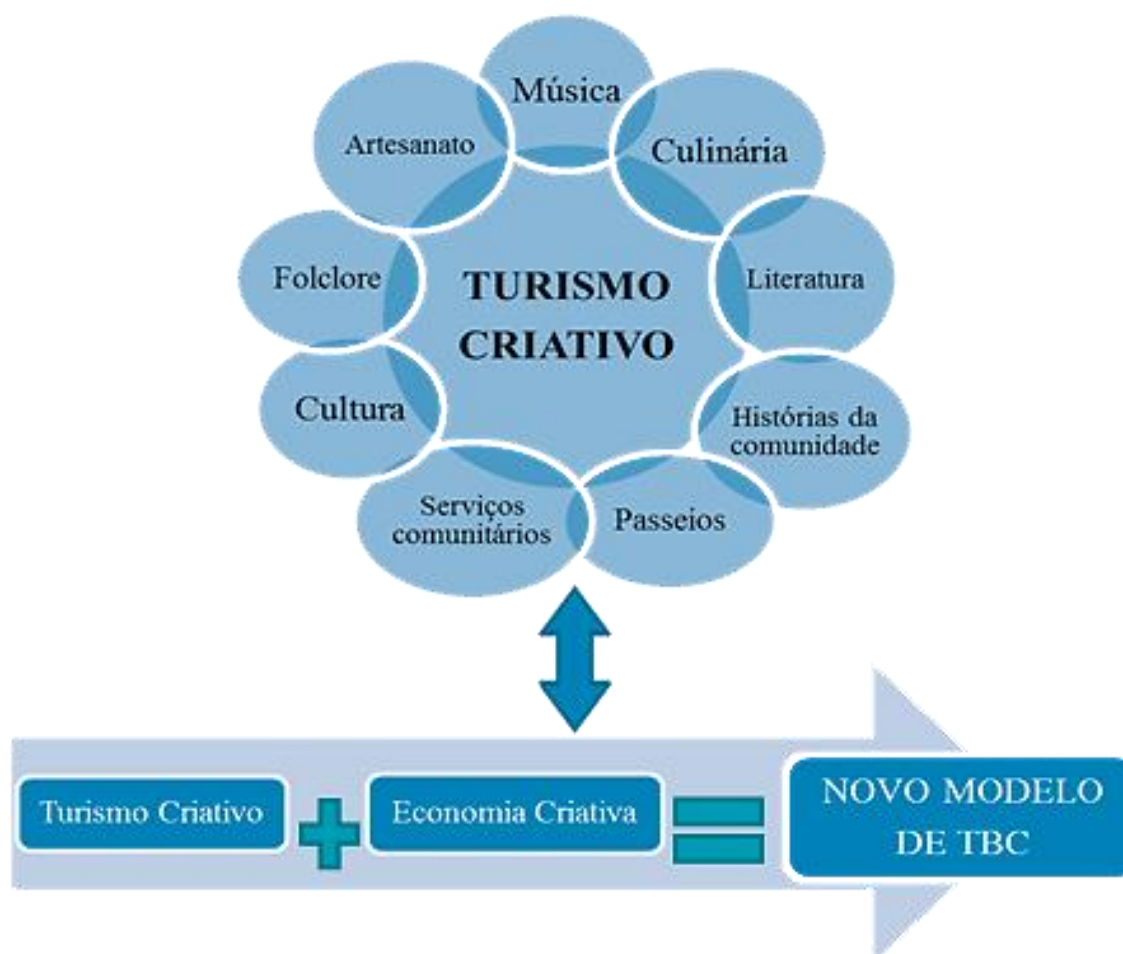 Música
Culinária
Artesanato
Literatura
Folclore
TURISMO
CRIATIVO
Histórias da
comunidade
Cultura
Passeios
Serviços
comunitários
Turismo Criativo
Economia Criativa
NOVO MODELO
DE TBC